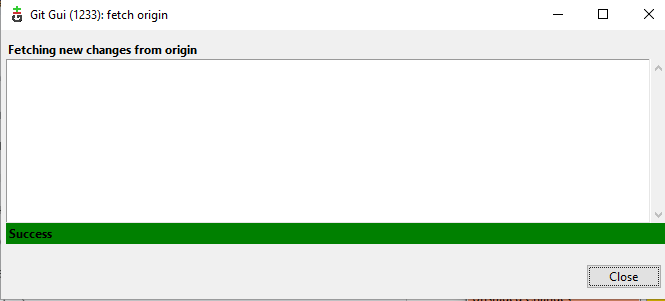 Git Gui (1233): fetch origin
Fetching new changes from origin
Success
Close